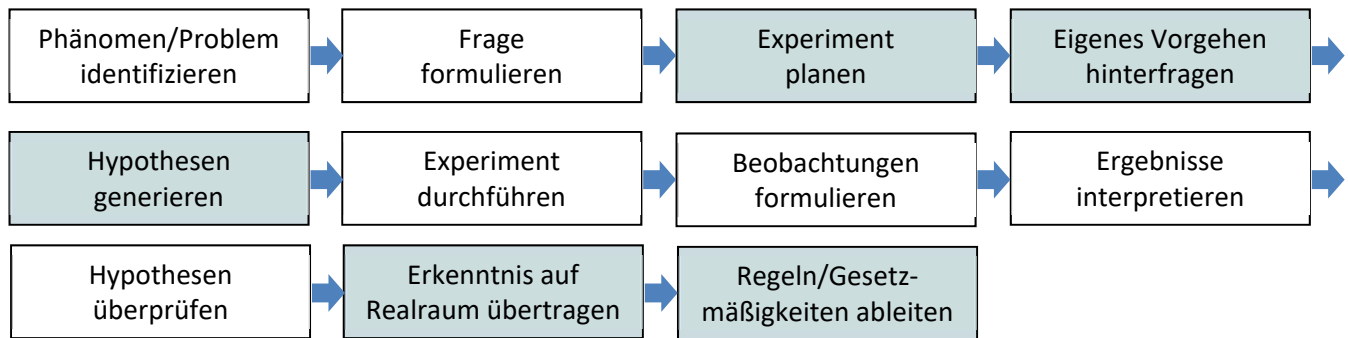 Phänomen/Problem
identifizieren
Frage
formulieren
Experiment
planen
Eigenes Vorgehen
hinterfragen
Hypothesen
generieren
Experiment
durchführen
Beobachtungen
formulieren
Ergebnisse
interpretieren
Hypothesen
überprüfen
Erkenntnis auf
Realraum übertragen
Regeln/Gesetz-
mäßigkeiten ableiten